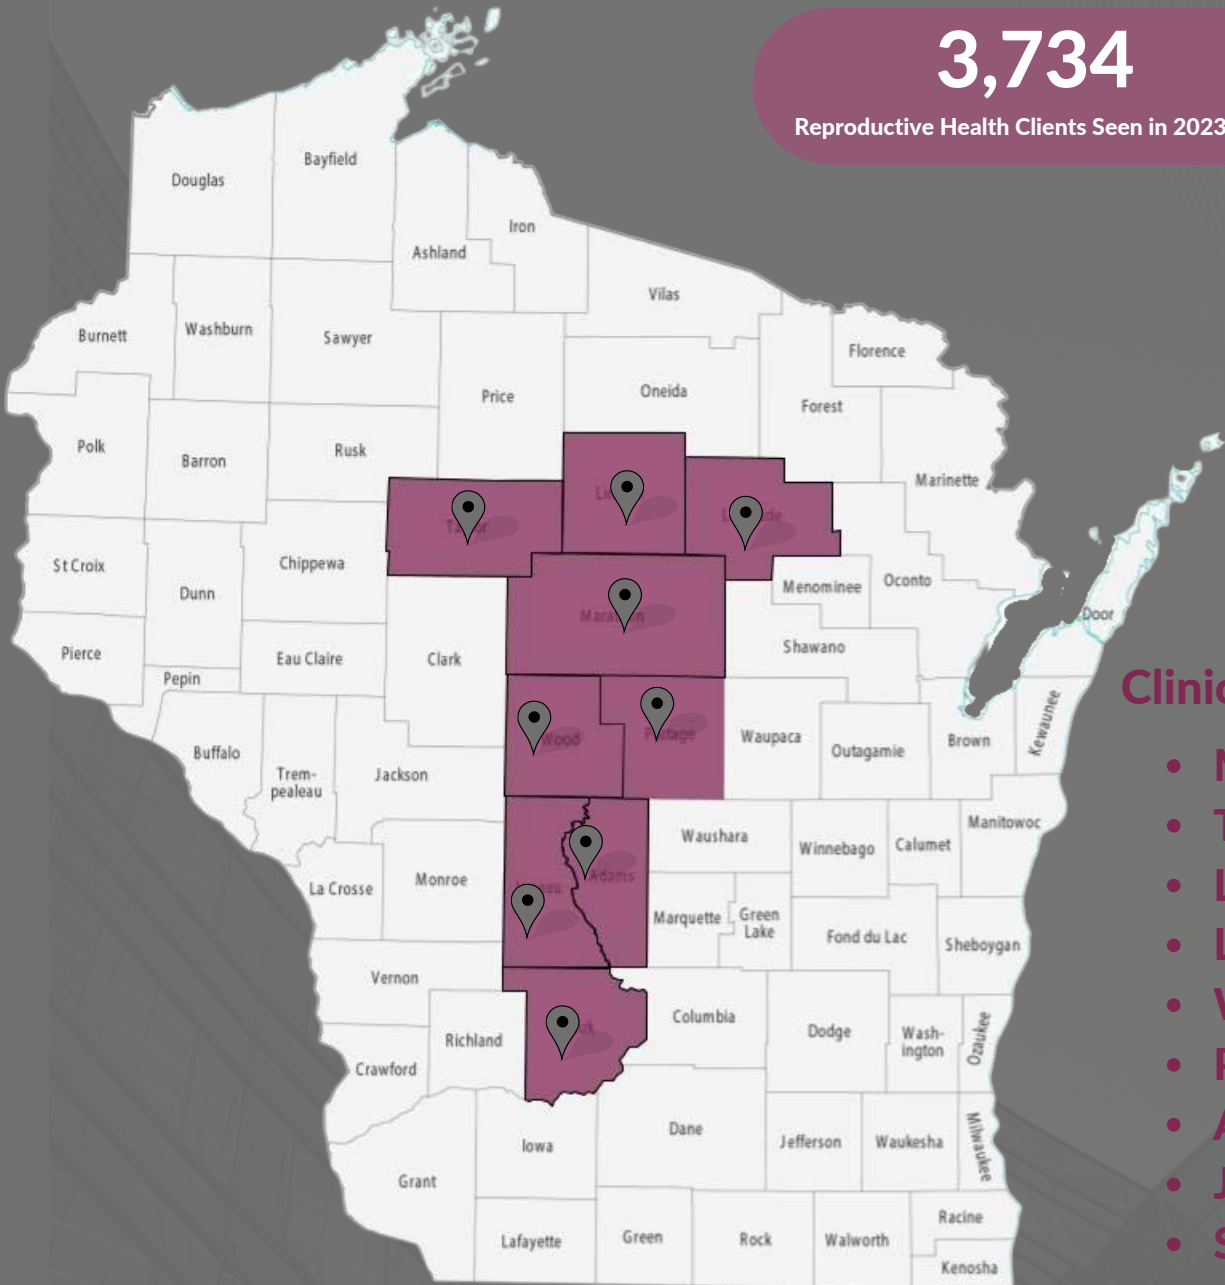 3,734
Reproductive Health Clients Seen in 2023
Douglas
Bayfield
Ashland
Iron
Vilas
Burnett
Washburn
Sawyer
Price
Oneida
Florence
Forest
Polk
Barron
Rusk
Marinette
St Croix
Dunn
Chippewa
Menominee
Oconto
Door
Pierce
Pepin
Eau Claire
Clark
Shawano
Buffalo
Trem-
pealeau
Jackson
Wood
Waupaca
Outagamie
Brown
Kewaunee
La Crosse
Monroe
Adams
Waushara
Winnebago
Calumet
Manitowoc
Marquette
Green
Lake
Fond du Lac
Sheboygan
Vernon
Richland
Crawford
Columbia
Dodge
Wash-
ington
Ozaukee
Grant
Iowa
Dane
Jefferson
Waukesha
Milwaukee
Lafayette
Green
Rock
Walworth
Racine
Kenosha
Clinic